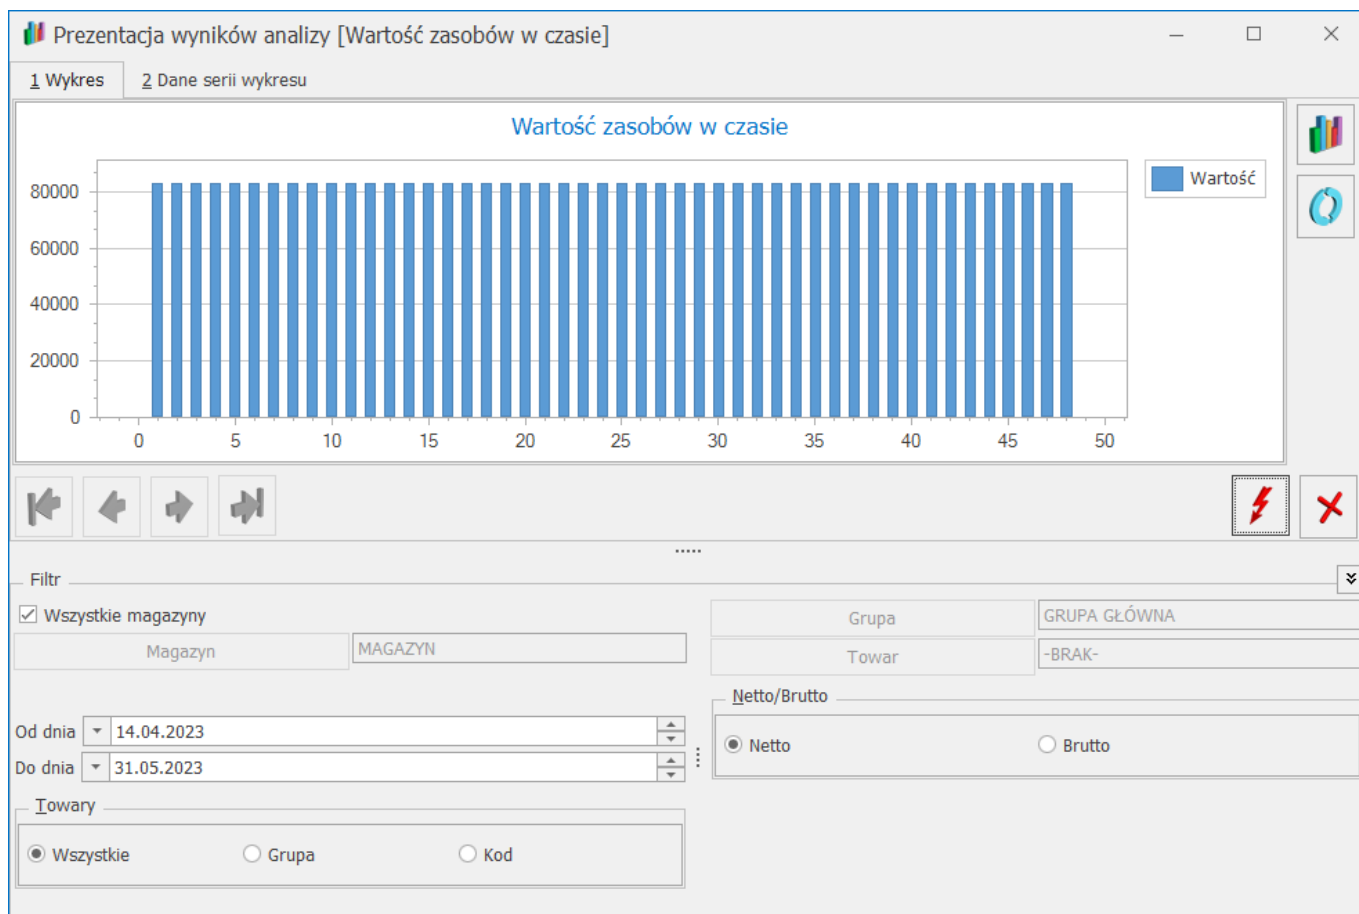 Prezentacja wyników analizy [Wartość zasobów w czasie]
1 Wykres 2 Dane serii wykresu
Wartość zasobów w czasie
Wartość
80000
60000
40000
20000
0
0 5 10 15 20 25 30 35 40 45 50
Filtr
Wszystkie magazyny
Magazyn MAGAZYN
Grupa GRUPA GŁÓWNA
Towar -BRAK-
Od dnia 14.04.2023
Do dnia 31.05.2023
Netto/Brutto
Netto Brutto
Towary
Wszystkie Grupa Kod